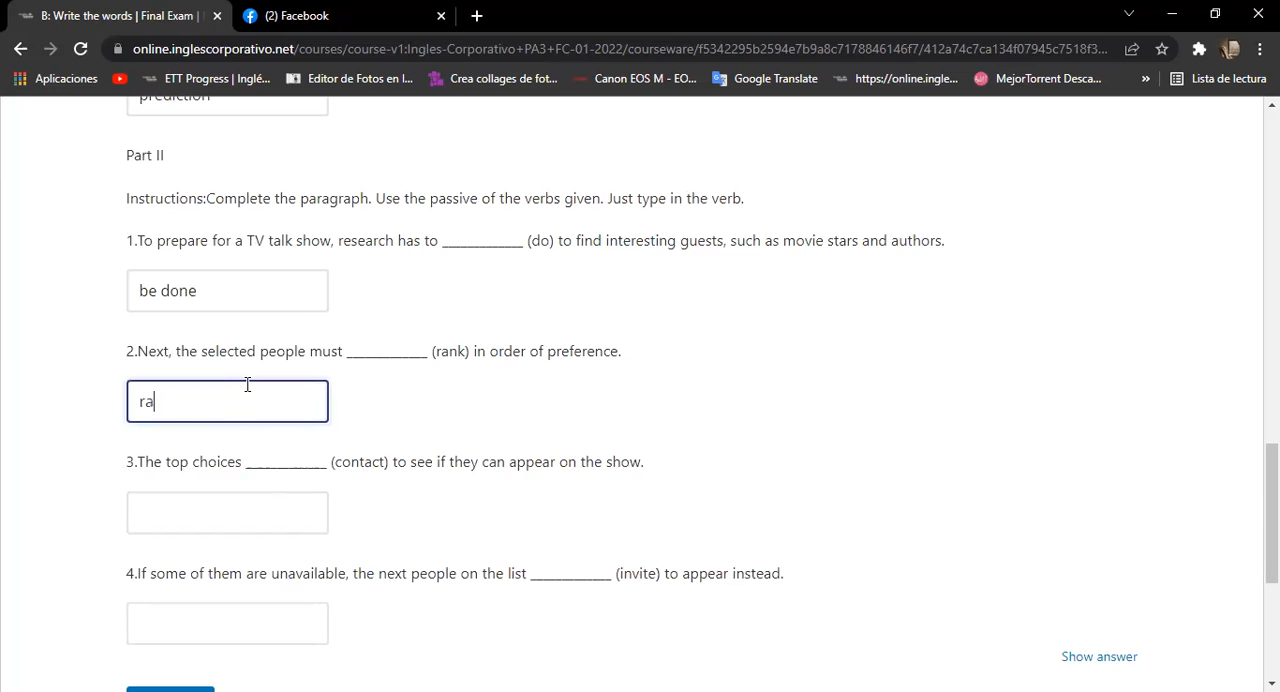 B: Write the words | Final Exam |
(2) Facebook
online.inglescorporativo.net/courses/course-v1:Ingles-Corporativo+PA3+FC-01-2022/courseware/f5342295b2594e7b9a8c7178846146f7/412a74c7ca134f07945c7518f3...
Aplicaciones ETT Progress | Inglé... Editor de Fotos en l... Crea collages de fot... Canon EOS M - EO... Google Translate https://online.ingle... MejorTorrent Desca... » Lista de lectura
prediction
Part II
Instructions:Complete the paragraph. Use the passive of the verbs given. Just type in the verb.
1.To prepare for a TV talk show, research has to _____________ (do) to find interesting guests, such as movie stars and authors.
be done
2.Next, the selected people must _____________ (rank) in order of preference.
ra
3.The top choices _____________ (contact) to see if they can appear on the show.
4.If some of them are unavailable, the next people on the list _____________ (invite) to appear instead.
Show answer